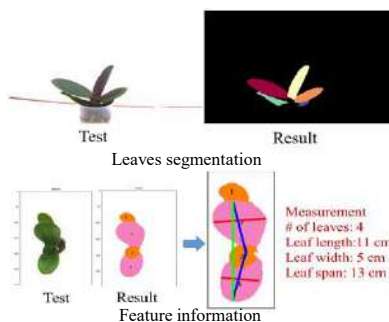 Test
Result
Leaves segmentation
Measurement
# of leaves: 4
Leaf length:11 cm
Leaf width: 5 cm
Leaf span: 13 cm
Test
Result
Feature information